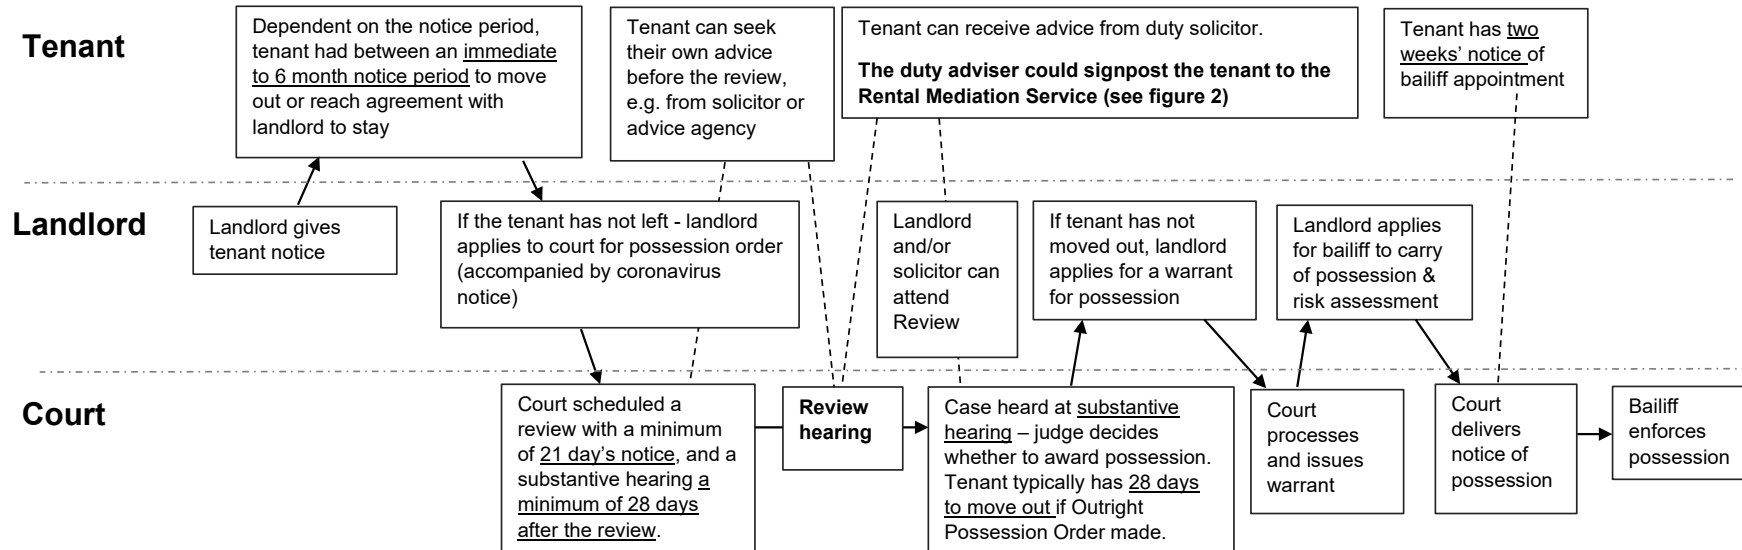 Tenant
Dependent on the notice period,
tenant had between an immediate
to 6 month notice period to move
out or reach agreement with
landlord to stay
Tenant can seek
their own advice
before the review,
e.g. from solicitor or
advice agency
Tenant can receive advice from duty solicitor.
The duty adviser could signpost the tenant to the
Rental Mediation Service (see figure 2)
Tenant has two
weeks' notice of
bailiff appointment
Landlord
Landlord gives
tenant notice
If the tenant has not left - landlord
applies to court for possession order
(accompanied by coronavirus
notice)
Landlord
and/or
solicitor can
attend
Review
If tenant has not
moved out, landlord
applies for a warrant
for possession
Landlord applies
for bailiff to carry
of possession &
risk assessment
Court
Court scheduled a
review with a minimum
of 21 day's notice, and a
substantive hearing a
minimum of 28 days
after the review.
Review
hearing
Case heard at substantive
hearing – judge decides
whether to award possession.
Tenant typically has 28 days
to move out if Outright
Possession Order made.
Court
processes
and issues
warrant
Court
delivers
notice of
possession
Bailiff
enforces
possession